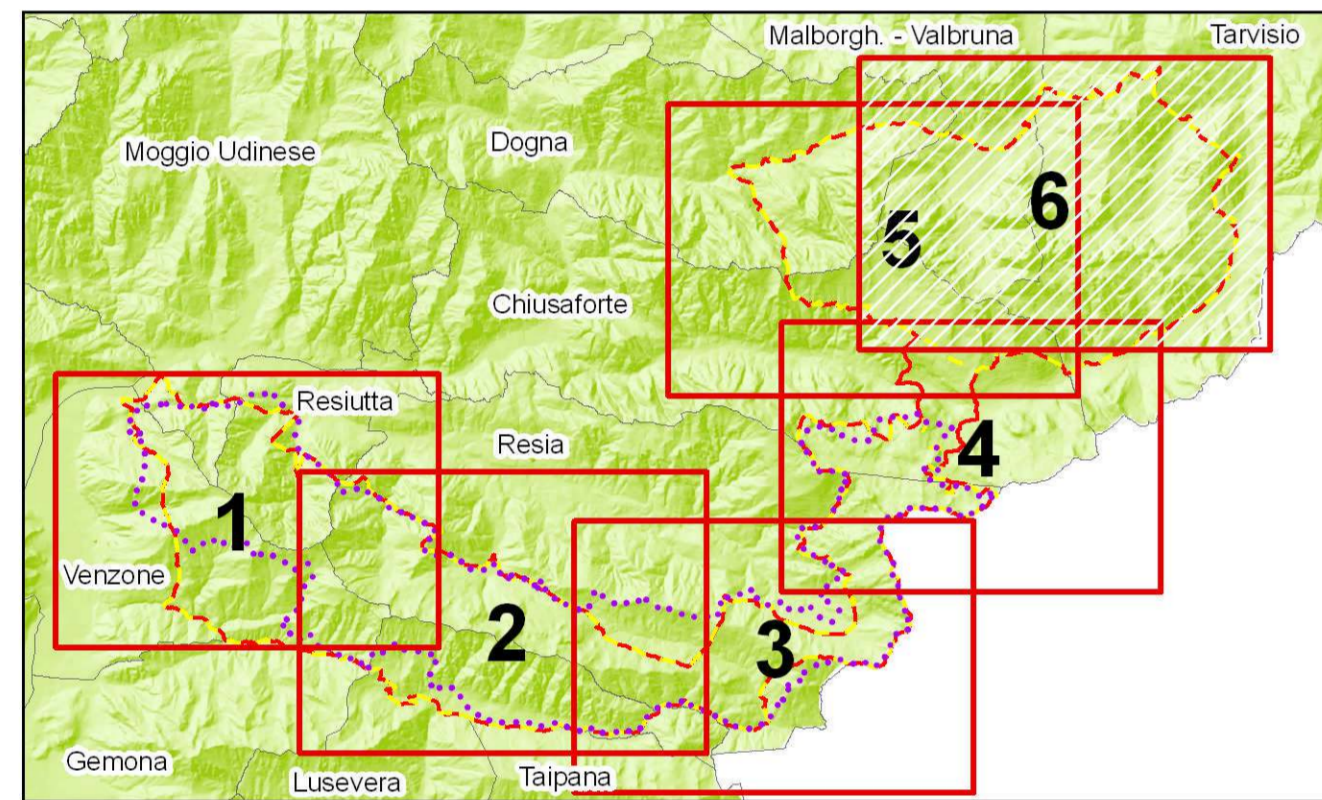 Malborgh. - Valbruna
Tarvisio
Moggio Udinese
Dogna
6
5
Chiusaforte
Resiutta
Resia
4
1
Venzone
2
3
Gemona
Lusevera
Taipana